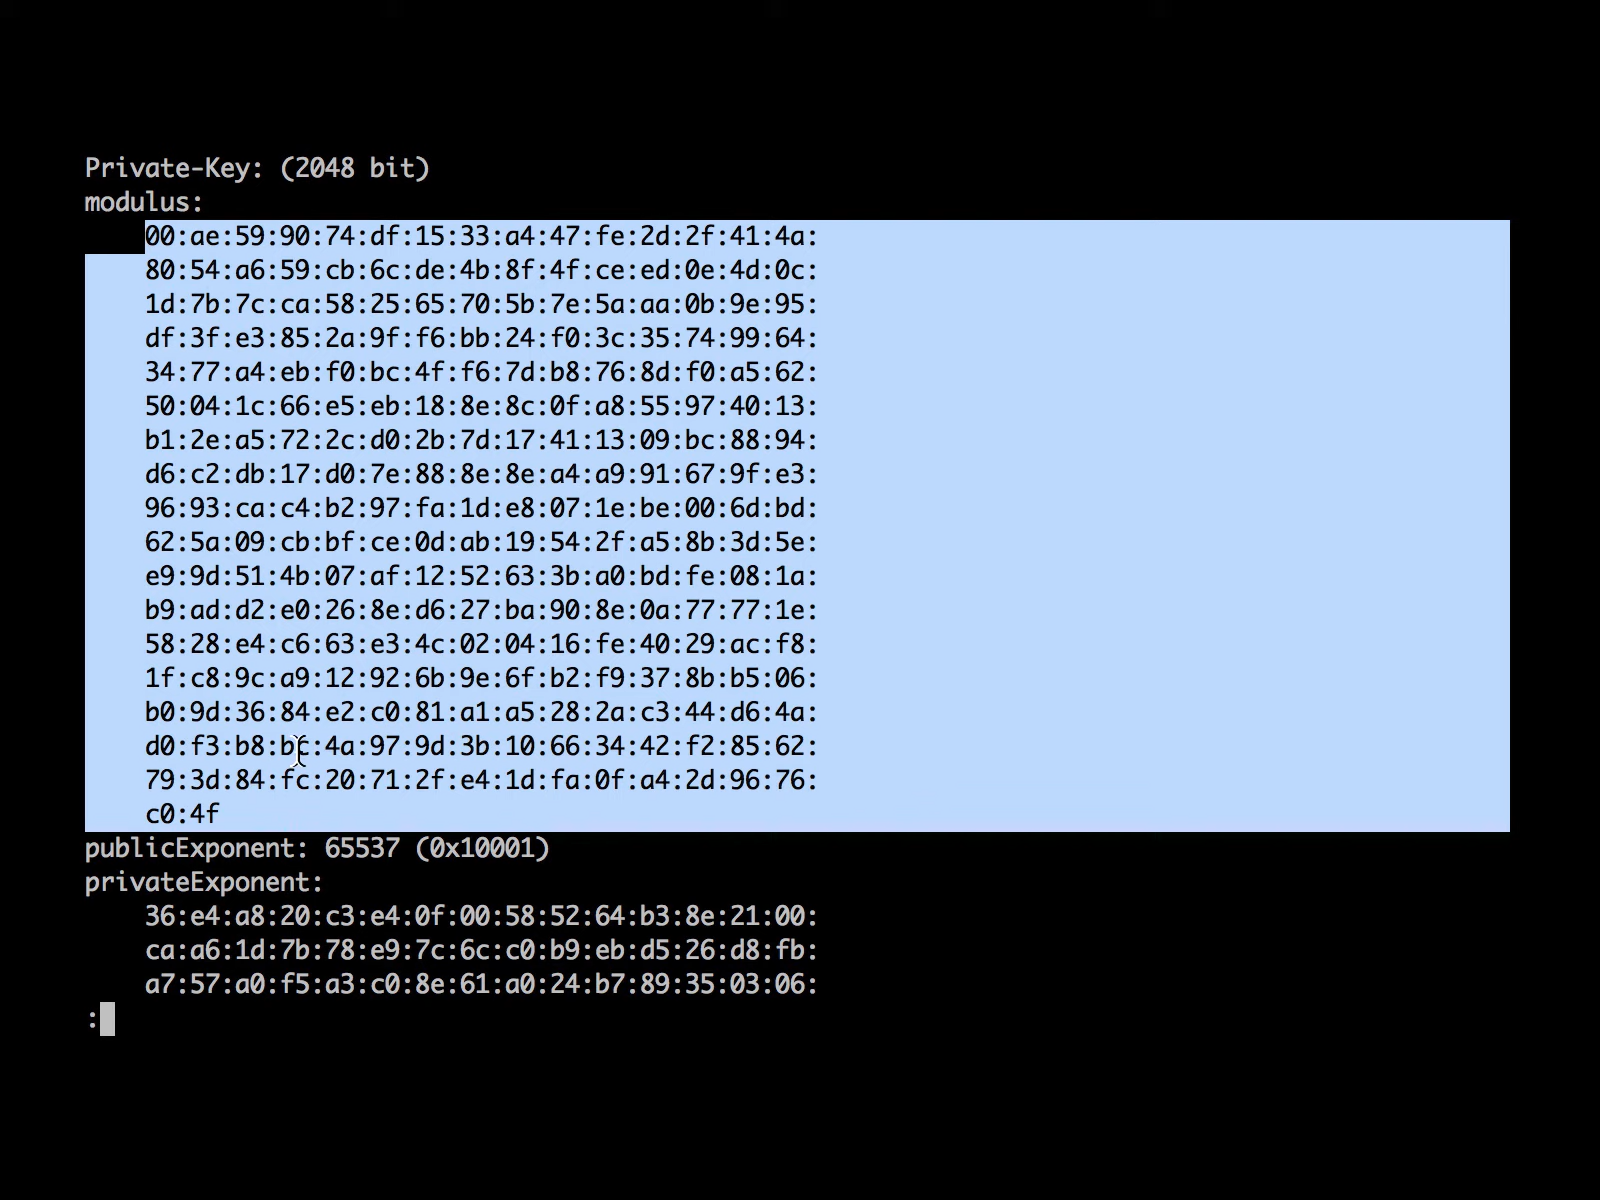 Private-Key: (2048 bit)
modulus:
00:ae:59:90:74:df:15:33:a4:47:fe:2d:2f:41:4a:
80:54:a6:59:cb:6c:de:4b:8f:4f:ce:ed:0e:4d:0c:
1d:7b:7c:ca:58:25:65:70:5b:7e:5a:aa:0b:9e:95:
df:3f:e3:85:2a:9f:f6:bb:24:f0:3c:35:74:99:64:
34:77:a4:eb:f0:bc:4f:f6:7d:b8:76:8d:f0:a5:62:
50:04:1c:66:e5:eb:18:8e:8c:0f:a8:55:97:40:13:
b1:2e:a5:72:2c:d0:2b:7d:17:41:13:09:bc:88:94:
d6:c2:db:17:d0:7e:88:8e:8e:a4:a9:91:67:9f:e3:
96:93:ca:c4:b2:97:fa:1d:e8:07:1e:be:00:6d:bd:
62:5a:09:cb:bf:ce:0d:ab:19:54:2f:a5:8b:3d:5e:
e9:9d:51:4b:07:af:12:52:63:3b:a0:bd:fe:08:1a:
b9:ad:d2:e0:26:8e:d6:27:ba:90:8e:0a:77:77:1e:
58:28:e4:c6:63:e3:4c:02:04:16:fe:40:29:ac:f8:
1f:c8:9c:a9:12:92:6b:9e:6f:b2:f9:37:8b:b5:06:
b0:9d:36:84:e2:c0:81:a1:a5:28:2a:c3:44:d6:4a:
d0:f3:b8:bc:4a:97:9d:3b:10:66:34:42:f2:85:62:
79:3d:84:fc:20:71:2f:e4:1d:fa:0f:a4:2d:96:76:
c0:4f
publicExponent: 65537 (0x10001)
privateExponent:
36:e4:a8:20:c3:e4:0f:00:58:52:64:b3:8e:21:00:
ca:a6:1d:7b:78:e9:7c:6c:c0:b9:eb:d5:26:d8:fb:
a7:57:a0:f5:a3:c0:8e:61:a0:24:b7:89:35:03:06:
: